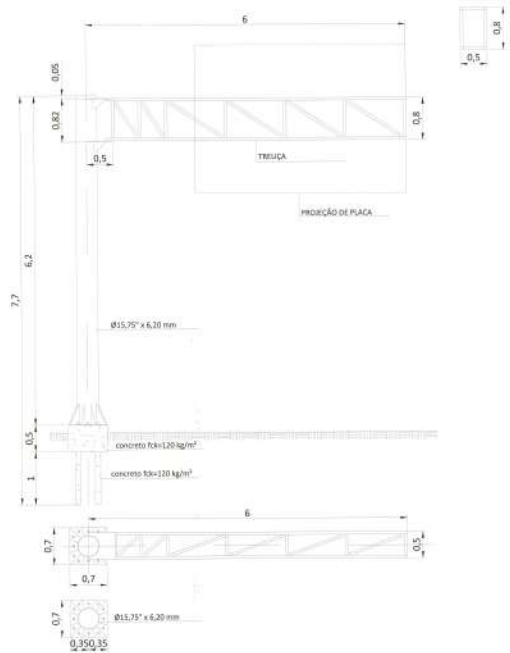 6
0,8
0,5
0,05
0,82
0,8
0,5
TRELIÇA
PROJEÇÃO DE PLACA
6,2
7,7
Ø15,75" x 6,20 mm
0,5
concreto fck=120 kg/m²
1
concreto fck=120 kg/m²
6
0,7
0,5
0,7
0,7
Ø15,75" x 6,20 mm
0,35 0,35